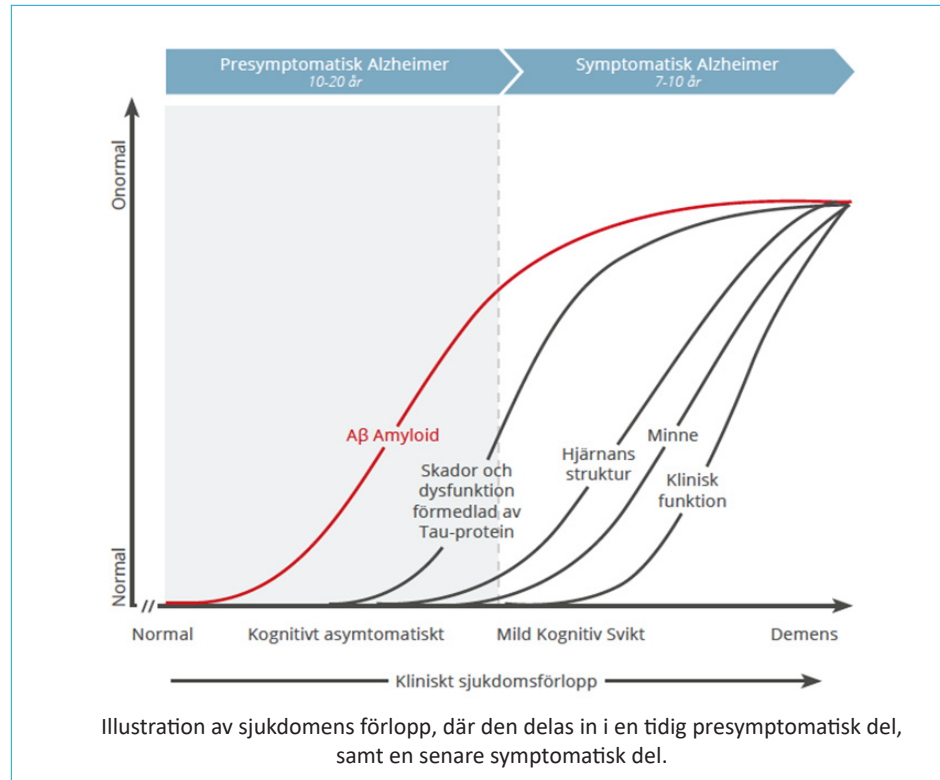 Presymptomatisk Alzheimer
10-20 år
Symptomatisk Alzheimer
7-10 år
Onormal
Normal
Aβ Amyloid
Skador och
dysfunktion
förmedlad av
Tau-protein
Hjärnans
struktur
Minne
Klinisk
funktion
Normal
Kognitivt asymtomatiskt
Mild Kognitiv Svikt
Demens
Kliniskt sjukdomsförlopp
Illustration av sjukdomens förlopp, där den delas in i en tidig presymptomatisk del,
samt en senare symptomatisk del.